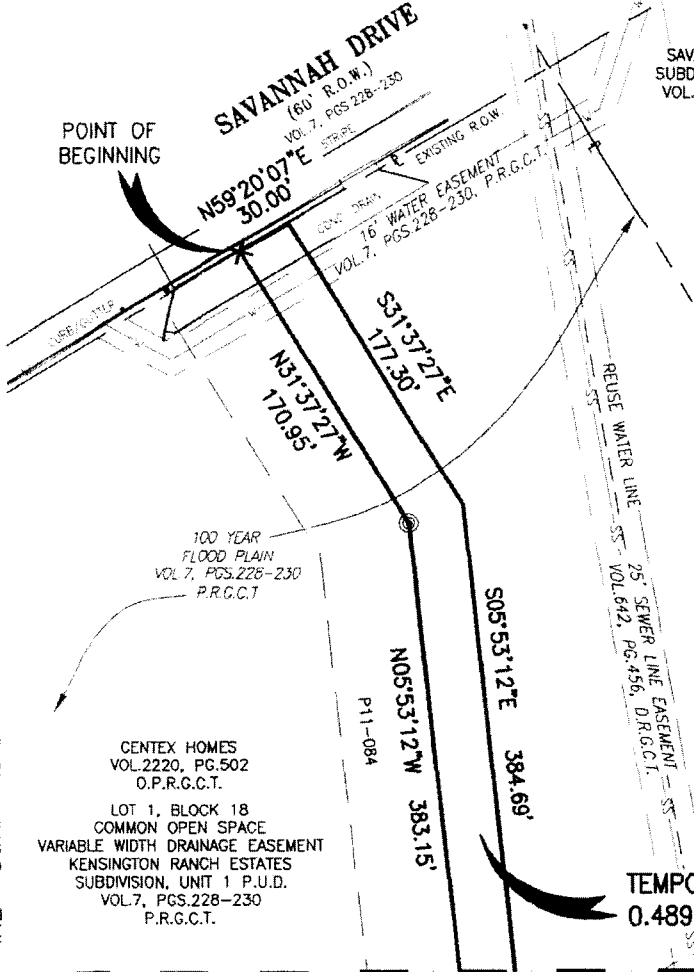 SAVANNAH DRIVE
(60' R.O.W.)
VOL.7, PGS.228-230
SAV
SUBD
VOL.
POINT OF
BEGINNING
N59°20'07"E
30.00'
STRIPE
EXISTING R.O.W.
CONC DRAIN
16' WATER EASEMENT
VOL.7, PGS.228-230, P.R.G.C.T.
CURB/GUTTER
S31°37'27"E
177.30'
N31°37'27"W
170.95'
REUSE WATER LINE
SS
SS
25' SEWER LINE EASEMENT
VOL.642, PG.456, D.R.G.C.T.
SS
SS
100 YEAR
FLOOD PLAIN
VOL.7, PGS.228-230
P.R.G.C.T
S05°53'12"E 384.69'
N05°53'12"W 383.15'
P11-084
CENTEX HOMES
VOL.2220, PG.502
O.P.R.G.C.T.
LOT 1, BLOCK 18
COMMON OPEN SPACE
VARIABLE WIDTH DRAINAGE EASEMENT
KENSINGTON RANCH ESTATES
SUBDIVISION, UNIT 1 P.U.D.
VOL.7, PGS.228-230
P.R.G.C.T.
TEMPO
0.489